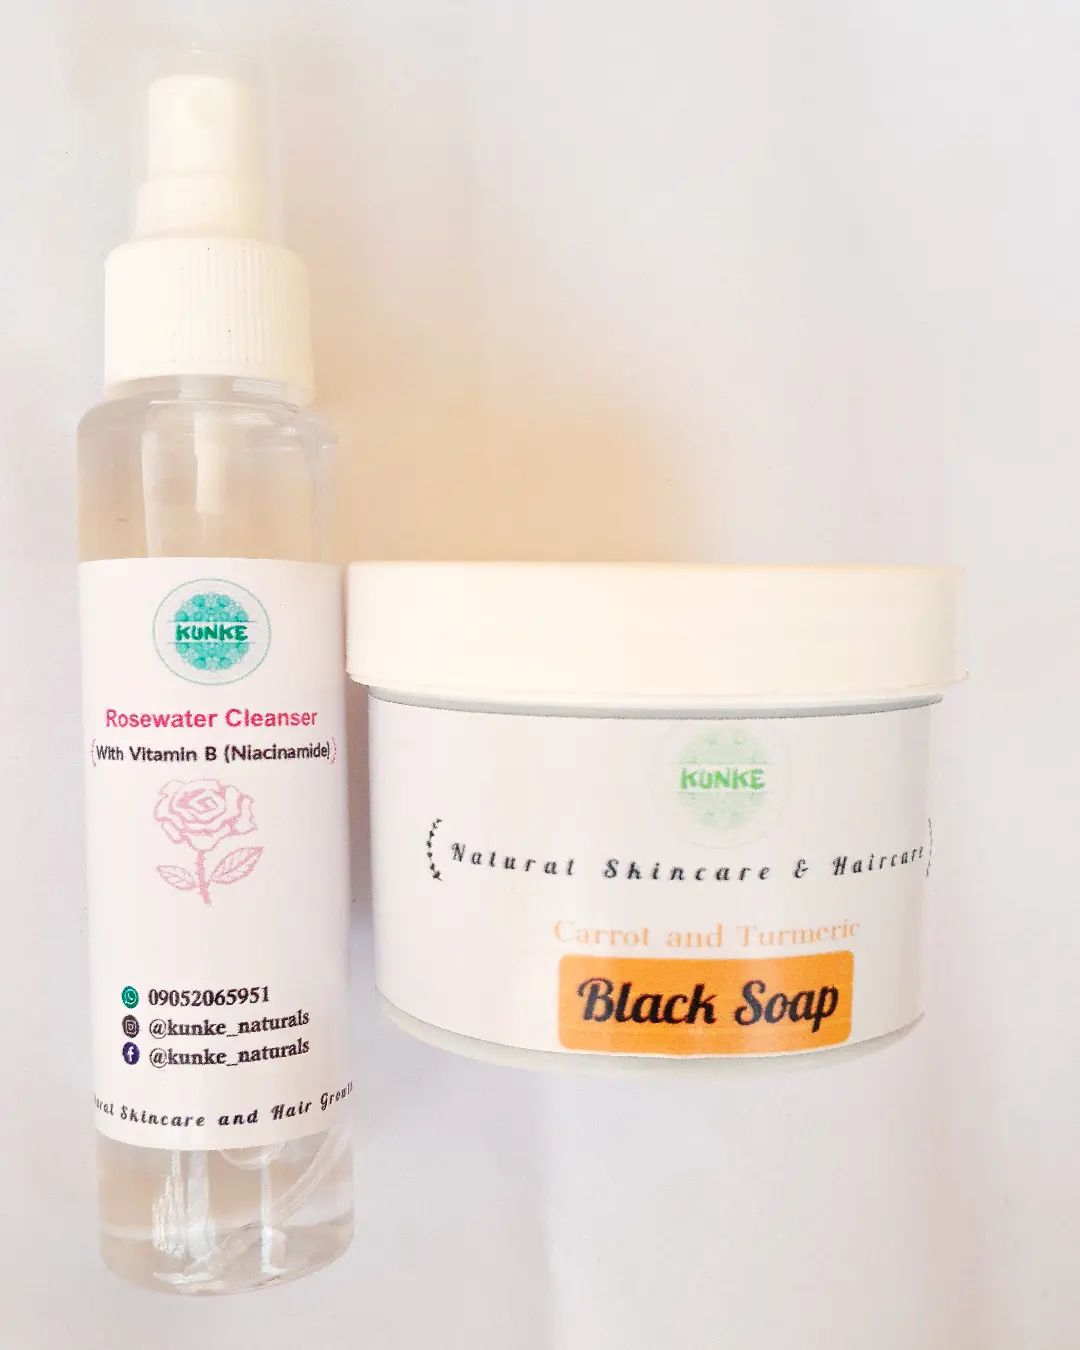 KUNKE
Rosewater Cleanser
(With Vitamin B (Niacinamide)
09052065951
@kunke_naturals
@kunke_naturals
Skincare and Hair Growth
KUNKE
Natural Skincare & Haircare
Carrot and Turmeric
Black Soap